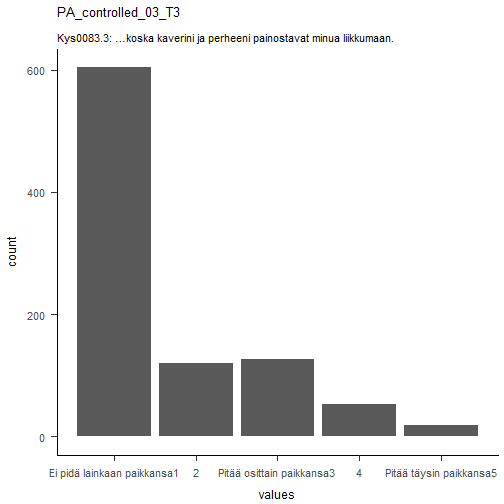 PA_controlled_03_T3
Kys0083.3: …koska kaverini ja perheeni painostavat minua liikkumaan.
600
400
200
0
count
Ei pidä lainkaan paikkansa1 2 Pitää osittain paikkansa3 4 Pitää täysin paikkansa5
values